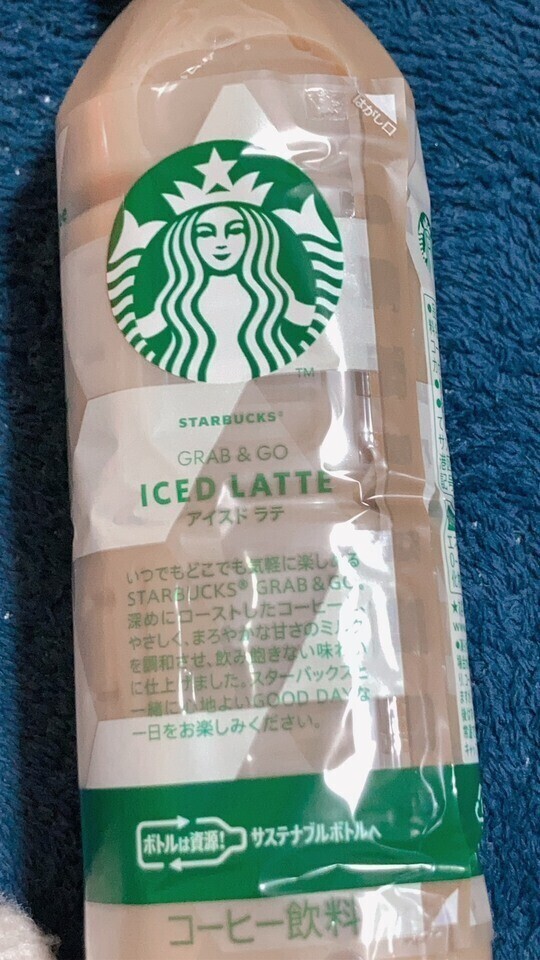 はがし口
STARBUCKS®
GRAB & GO
ICED LATTE
アイスド ラテ
いつでもどこでも気軽に楽しめる
STARBUCKS® GRAB & GO。
深めにローストしたコーヒーに、
やさしく、まろやかな甘さのミルク
を調和させ、飲み飽きない味わい
に仕上げました。スターバックスと
一緒に心地よいGOOD DAYな
一日をお楽しみください。
ボトルは資源! サステナブルボトルへ
コーヒー飲料
TM